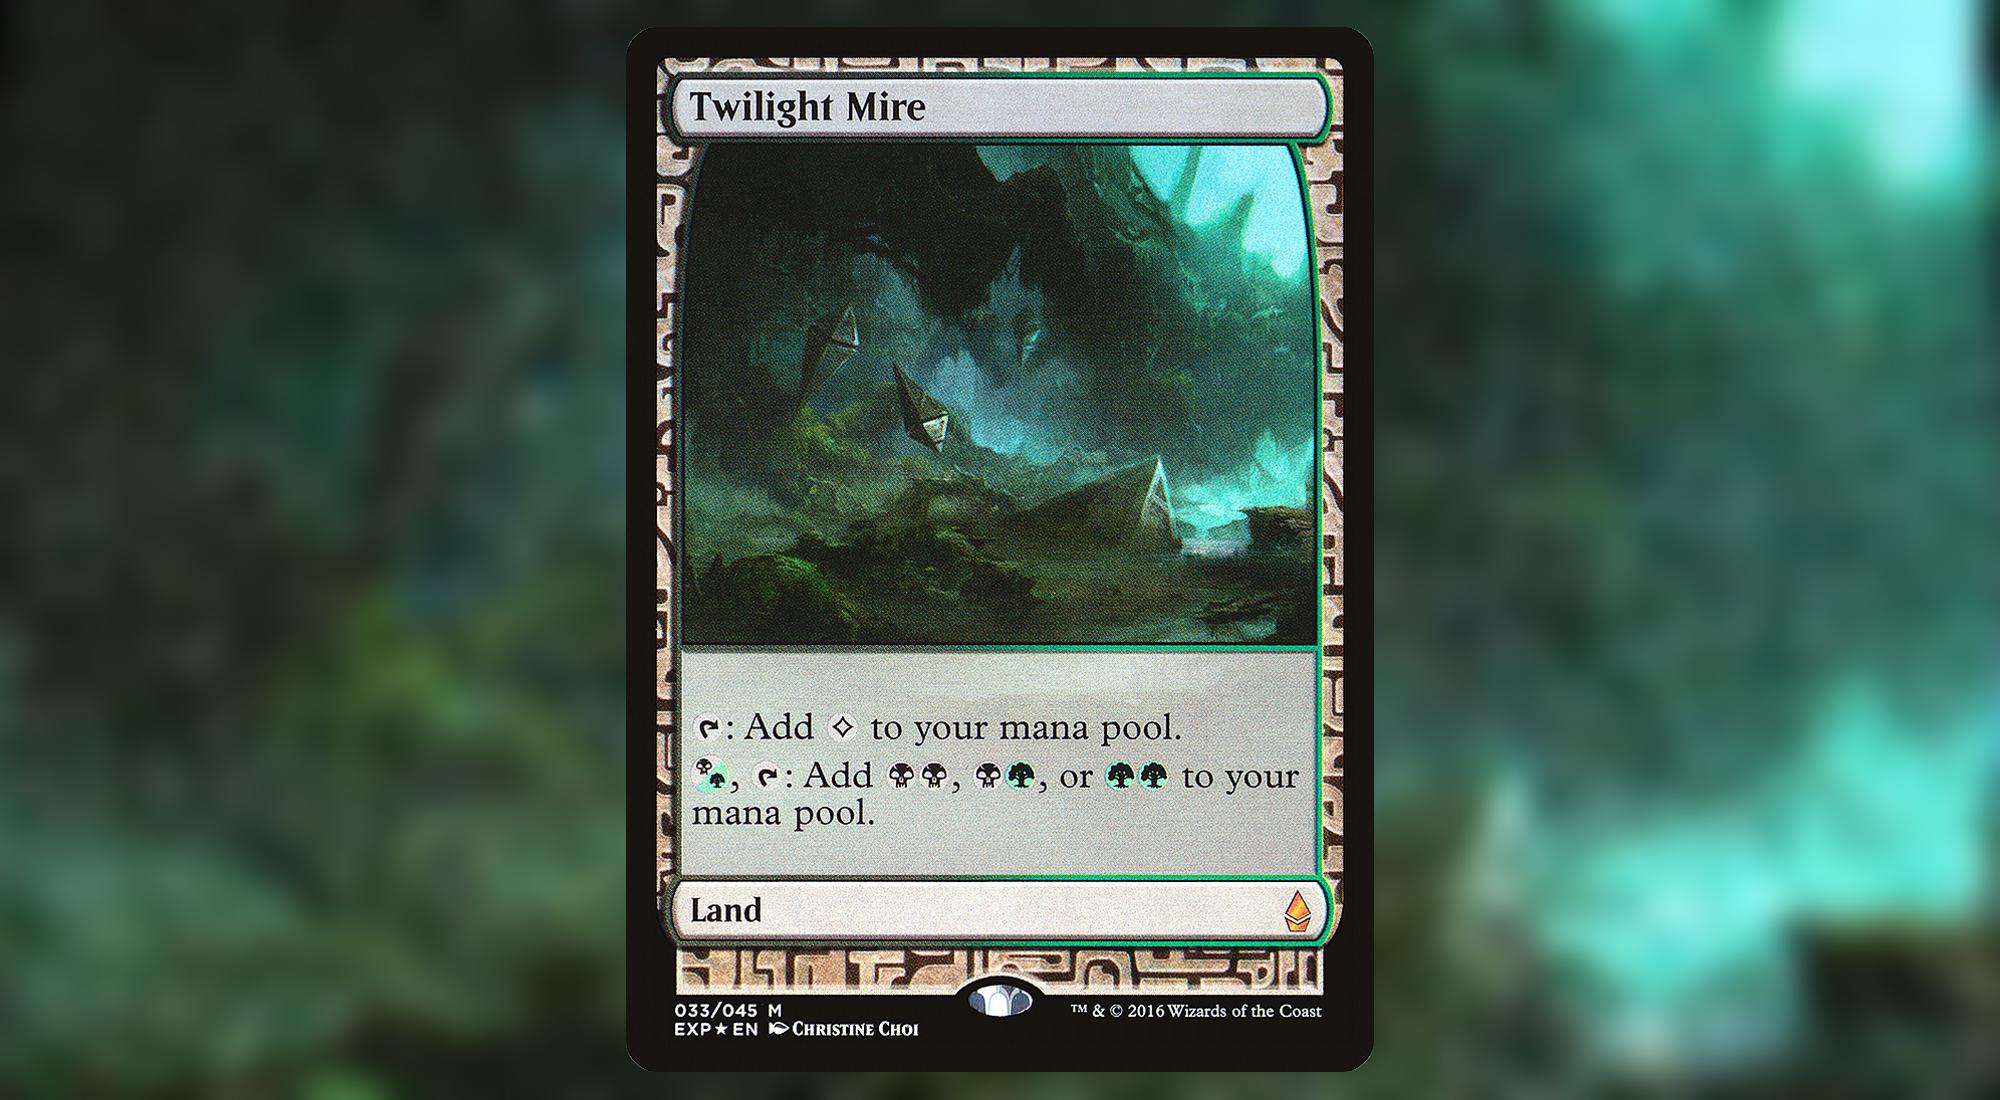 Twilight Mire
: Add to your mana pool.
, : Add , , or to your
mana pool.
Land
033/045 M
EXP★EN Christine Choi
™ & © 2016 Wizards of the Coast